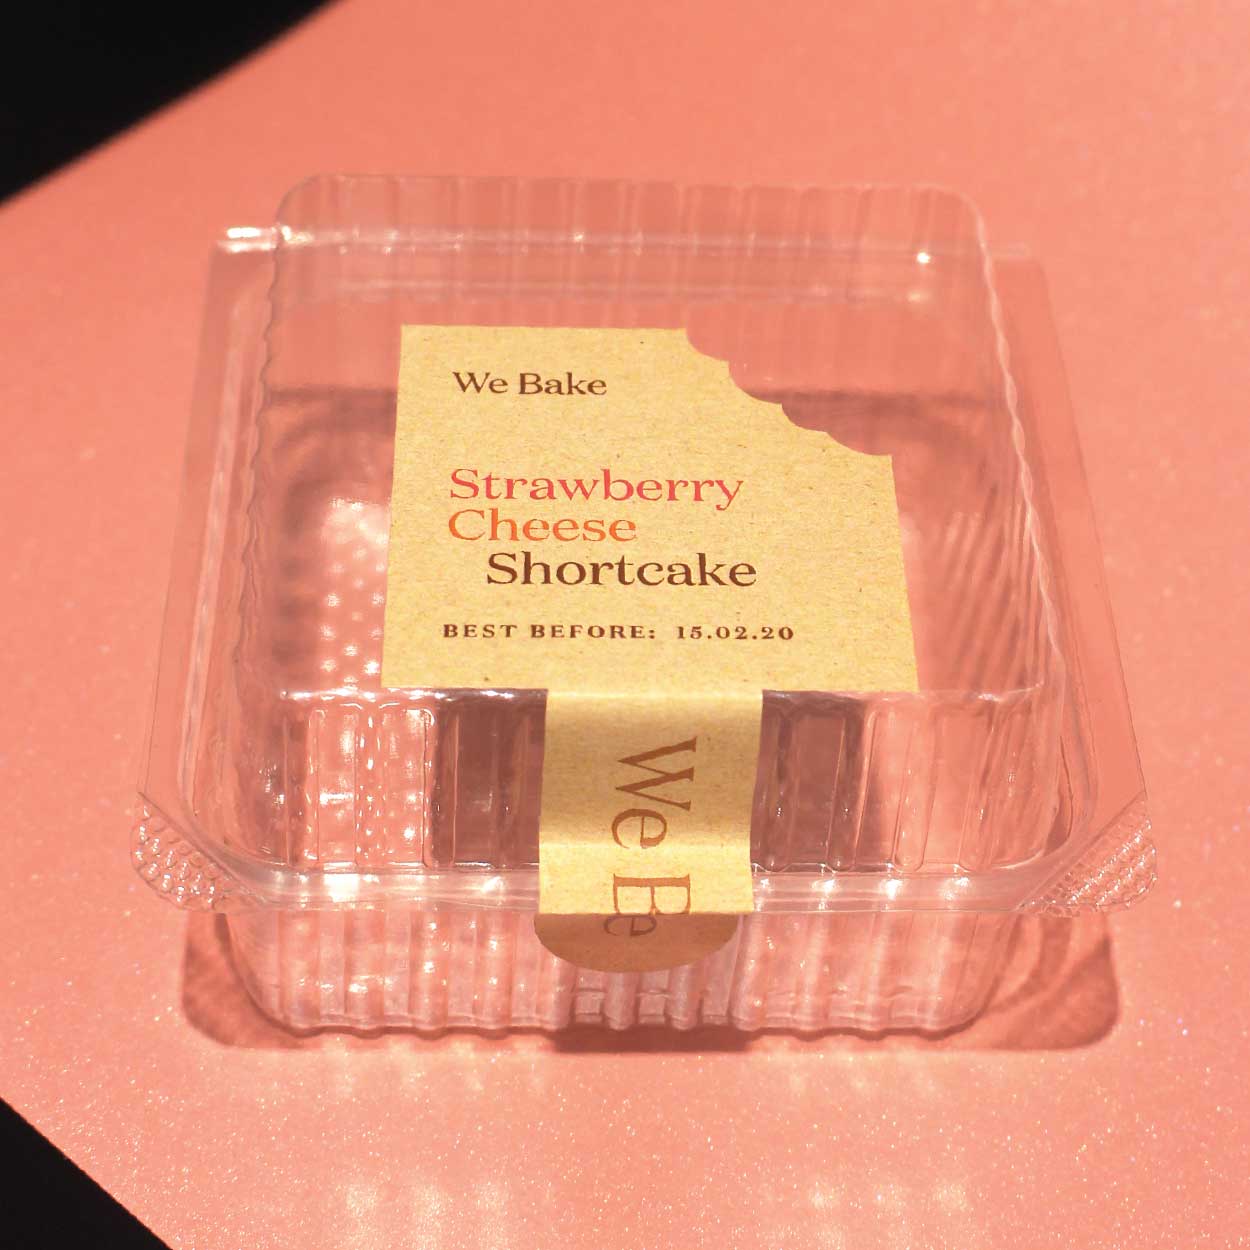 We Bake
Strawberry
Cheese
Shortcake
BEST BEFORE: 15.02.20
We Be